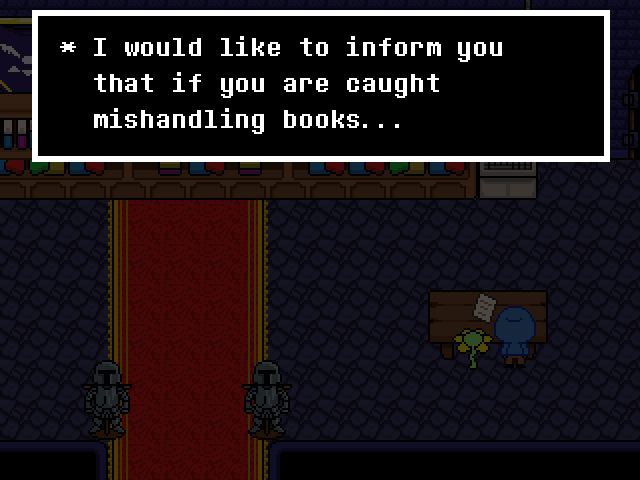 * I would like to inform you
that if you are caught
mishandling books...